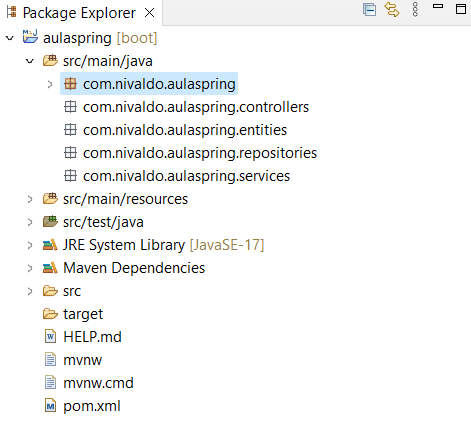 Package Explorer
aulaspring [boot]
src/main/java
com.nivaldo.aulaspring
com.nivaldo.aulaspring.controllers
com.nivaldo.aulaspring.entities
com.nivaldo.aulaspring.repositories
com.nivaldo.aulaspring.services
src/main/resources
src/test/java
JRE System Library [JavaSE-17]
Maven Dependencies
src
target
HELP.md
mvnw
mvnw.cmd
pom.xml